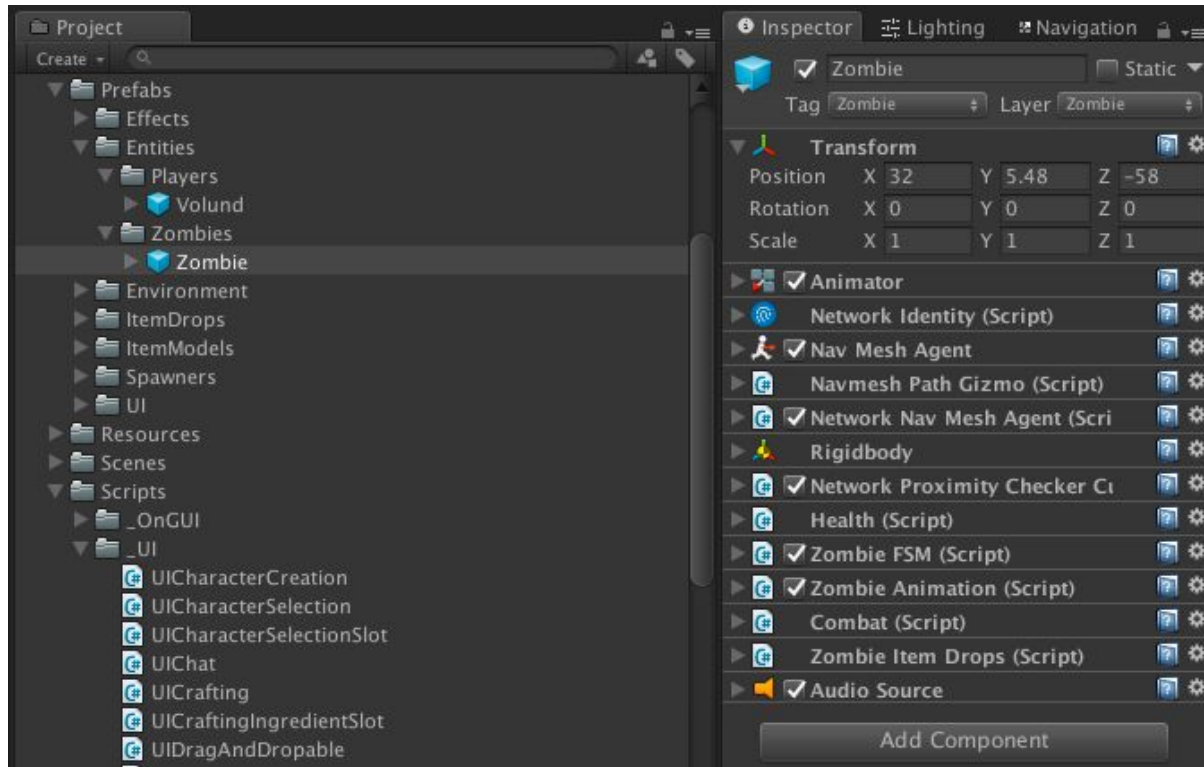 Project
Create
Prefabs
Effects
Entities
Players
Volund
Zombies
Zombie
Environment
ItemDrops
ItemModels
Spawners
UI
Resources
Scenes
Scripts
_OnGUI
_UI
UICharacterCreation
UICharacterSelection
UICharacterSelectionSlot
UIChat
UICrafting
UICraftingIngredientSlot
UIDragAndDropable
Inspector Lighting Navigation
Zombie Static
Tag Zombie Layer Zombie
Transform
Position X 32 Y 5.48 Z -58
Rotation X 0 Y 0 Z 0
Scale X 1 Y 1 Z 1
Animator
Network Identity (Script)
Nav Mesh Agent
Navmesh Path Gizmo (Script)
Network Nav Mesh Agent (Scri
Rigidbody
Network Proximity Checker
Health (Script)
Zombie FSM (Script)
Zombie Animation (Script)
Combat (Script)
Zombie Item Drops (Script)
Audio Source
Add Component